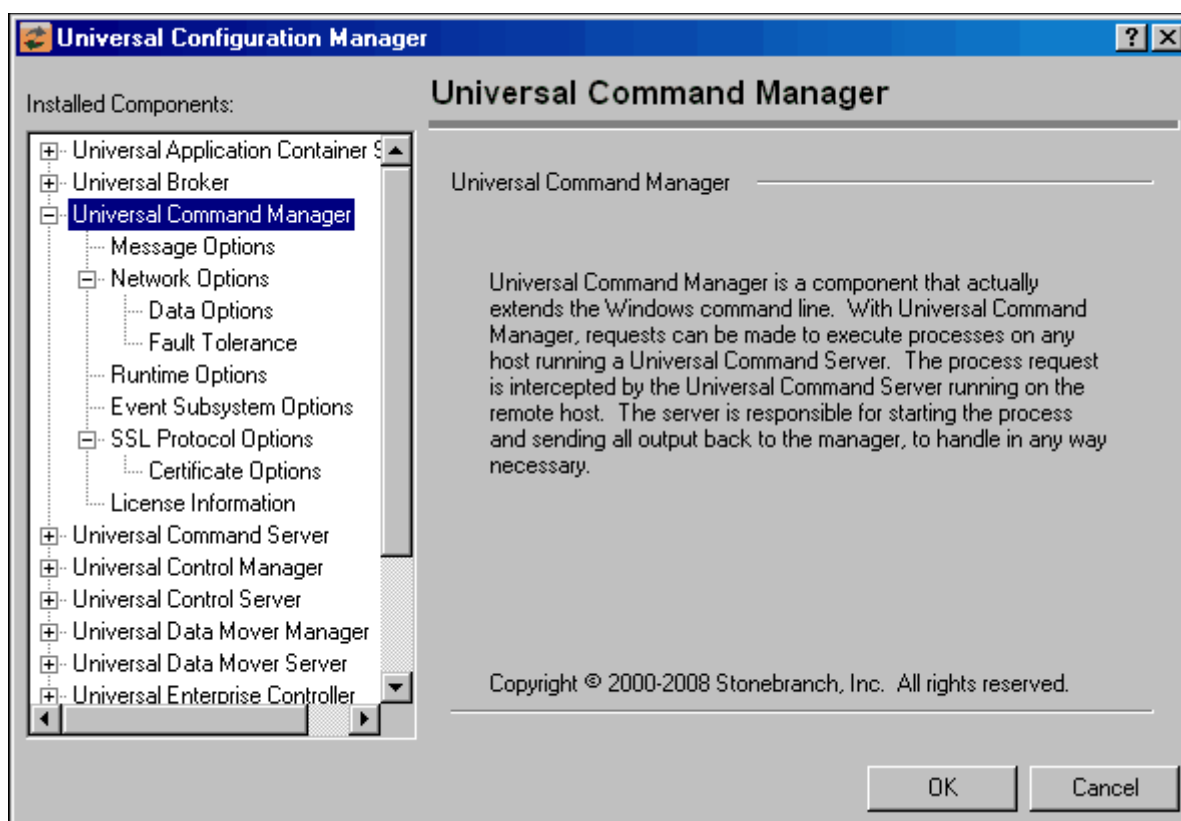 Universal Configuration Manager
Installed Components:
Universal Application Container
Universal Broker
Universal Command Manager
Message Options
Network Options
Data Options
Fault Tolerance
Runtime Options
Event Subsystem Options
SSL Protocol Options
Certificate Options
License Information
Universal Command Server
Universal Control Manager
Universal Control Server
Universal Data Mover Manager
Universal Data Mover Server
Universal Enterprise Controller
Universal Command Manager
Universal Command Manager
Universal Command Manager is a component that actually
extends the Windows command line. With Universal Command
Manager, requests can be made to execute processes on any
host running a Universal Command Server. The process request
is intercepted by the Universal Command Server running on the
remote host. The server is responsible for starting the process
and sending all output back to the manager, to handle in any way
necessary.
Copyright © 2000-2008 Stonebranch, Inc. All rights reserved.
OK
Cancel